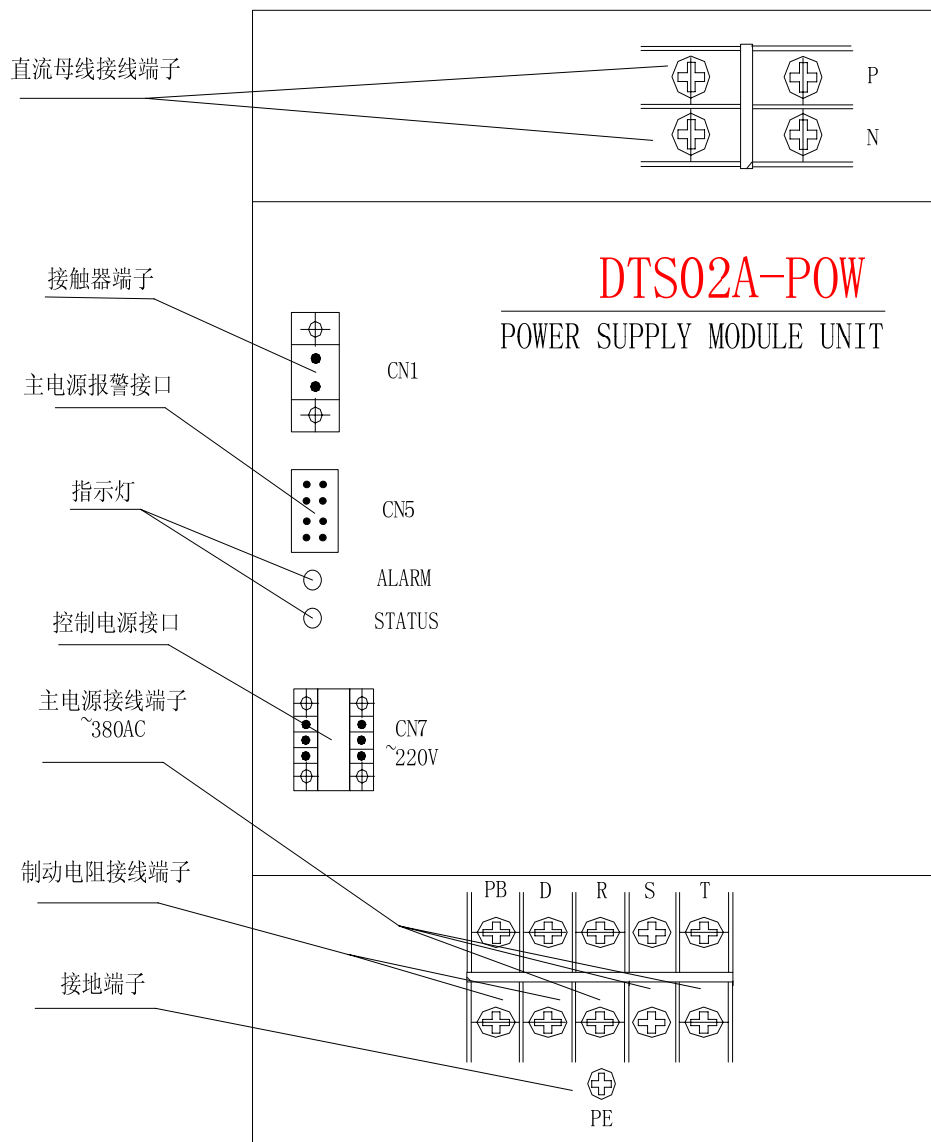 直流母线接线端子
P
N
接触器端子
DTS02A-POW
POWER SUPPLY MODULE UNIT
CN1
主电源报警接口
指示灯
CN5
ALARM
STATUS
控制电源接口
主电源接线端子
~380AC
CN7
~220V
制动电阻接线端子
PB D R S T
接地端子
PE